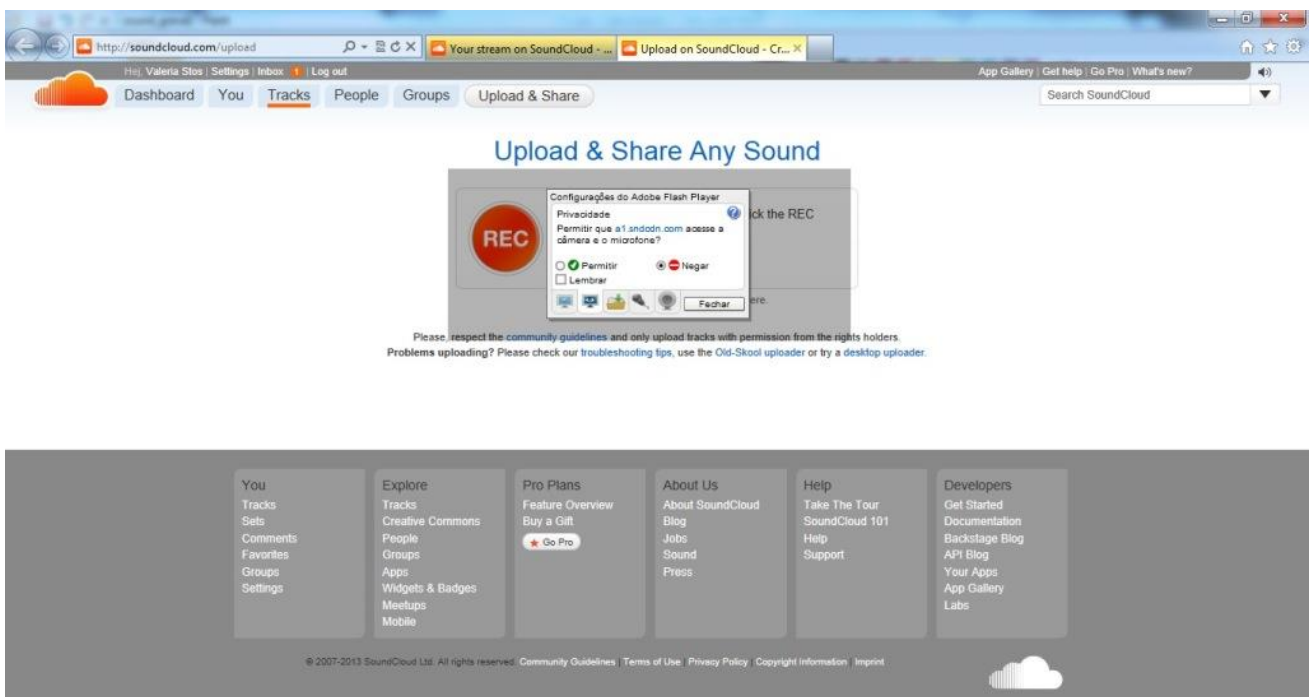 http://soundcloud.com/upload
Your stream on SoundCloud - ...
Upload on SoundCloud - Cr...
Hej, Valeria Stos | Settings | Inbox 1 | Log out
App Gallery | Get help | Go Pro | What's new?
Dashboard You Tracks People Groups Upload & Share
Search SoundCloud
Upload & Share Any Sound
REC
ck the REC
Configurações do Adobe Flash Player
Privacidade
Permitir que a1.sndcdn.com acesse a
câmera e o microfone?
Permitir Negar
Lembrar
Fechar
ere.
Please, respect the community guidelines and only upload tracks with permission from the rights holders.
Problems uploading? Please check our troubleshooting tips, use the Old-Skool uploader or try a desktop uploader.
You
Tracks
Sets
Comments
Favorites
Groups
Settings
Explore
Tracks
Creative Commons
People
Groups
Apps
Widgets & Badges
Meetups
Mobile
Pro Plans
Feature Overview
Buy a Gift
Go Pro
About Us
About SoundCloud
Blog
Jobs
Sound
Press
Help
Take The Tour
SoundCloud 101
Help
Support
Developers
Get Started
Documentation
Backstage Blog
API Blog
Your Apps
App Gallery
Labs
© 2007-2013 SoundCloud Ltd. All rights reserved. Community Guidelines | Terms of Use | Privacy Policy | Copyright Information | Imprint